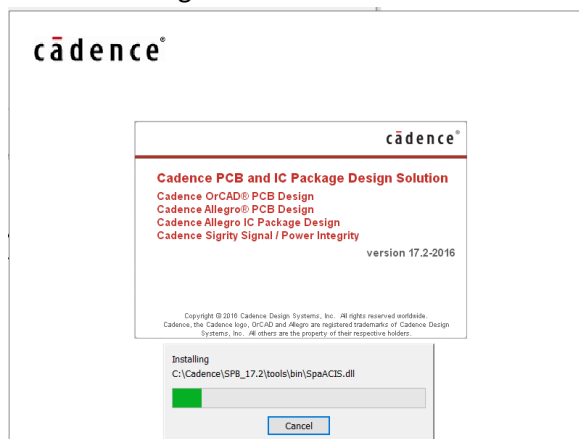 cādence®
cādence®
Cadence PCB and IC Package Design Solution
Cadence OrCAD® PCB Design
Cadence Allegro® PCB Design
Cadence Allegro IC Package Design
Cadence Sigrity Signal / Power Integrity
version 17.2-2016
Copyright © 2016 Cadence Design Systems, Inc. All rights reserved worldwide.
Cadence, the Cadence logo, OrCAD and Allegro are registered trademarks of Cadence Design
Systems, Inc. All others are the property of their respective holders.
Installing
C:\Cadence\SPB_17.2\tools\bin\SpaACIS.dll
Cancel